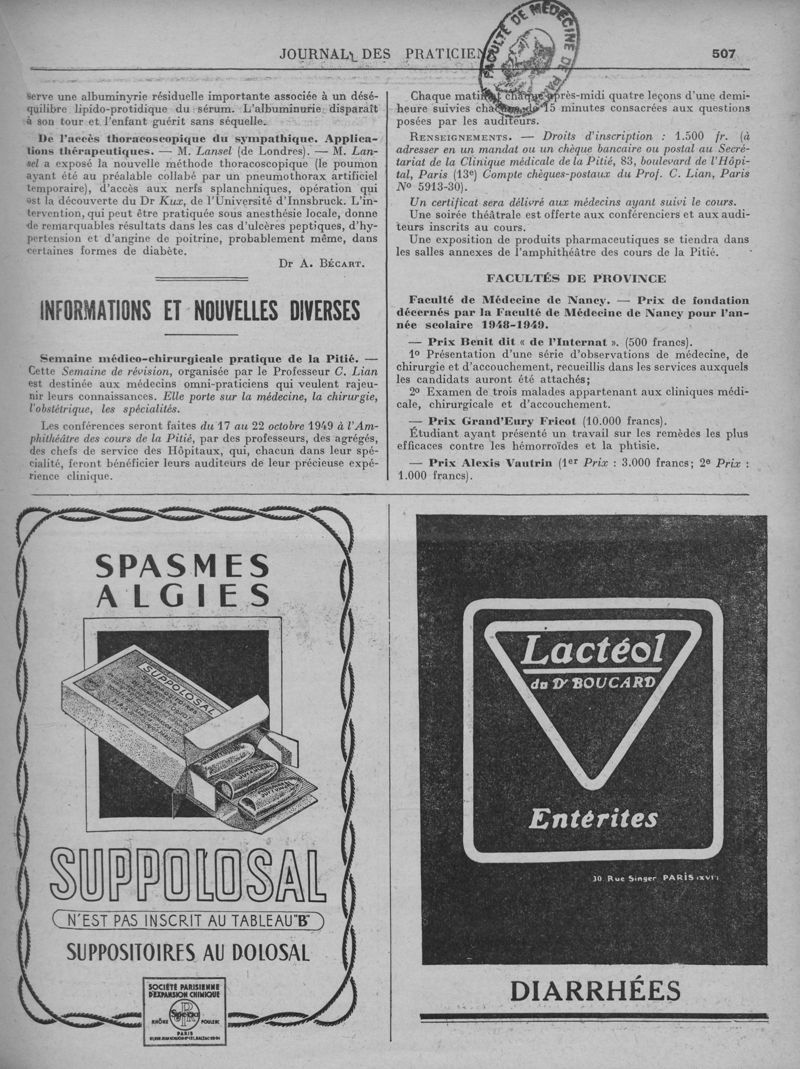 JOURNAL DES PRATICIEN
507
FACULTÉ DE MÉDECINE DE PARIS
serve une albuminyrie résiduelle importante associée à un désé-
quilibre lipido-protidique du sérum. L'albuminurie disparaît
à son tour et l'enfant guérit sans séquelle.
De l'accès thoracoscopique du sympathique. Applica-
tions thérapeutiques. — M. Lansel (de Londres). — M. Lan-
sel a exposé la nouvelle méthode thoracoscopique (le poumon
ayant été au préalable collabé par un pneumothorax artificiel
temporaire), d'accès aux nerfs splanchniques, opération qui
est la découverte du Dr Kux, de l'Université d'Innsbruck. L'in-
tervention, qui peut être pratiquée sous anesthésie locale, donne
de remarquables résultats dans les cas d'ulcères peptiques, d'hy-
pertension et d'angine de poitrine, probablement même, dans
certaines formes de diabète.
Dr A. BÉCART.
INFORMATIONS ET NOUVELLES DIVERSES
Semaine médico-chirurgicale pratique de la Pitié. —
Cette Semaine de révision, organisée par le Professeur C. Lian
est destinée aux médecins omni-praticiens qui veulent rajeu-
nir leurs connaissances. Elle porte sur la médecine, la chirurgie,
l'obstétrique, les spécialités.
Les conférences seront faites du 17 au 22 octobre 1949 à l'Am-
phithéâtre des cours de la Pitié, par des professeurs, des agrégés,
des chefs de service des Hôpitaux, qui, chacun dans leur spé-
cialité, feront bénéficier leurs auditeurs de leur précieuse expé-
rience clinique.
Chaque matin et chaque après-midi quatre leçons d'une demi-
heure suivies de 15 minutes consacrées aux questions
posées par les auditeurs.
RENSEIGNEMENTS. — Droits d'inscription : 1.500 fr. (à
adresser en un mandat ou un chèque bancaire ou postal au Secré-
tariat de la Clinique médicale de la Pitié, 83, boulevard de l'Hôpi-
tal, Paris (13e) Compte chèques-postaux du Prof. C. Lian, Paris
No 5913-30).
Un certificat sera délivré aux médecins ayant suivi le cours.
Une soirée théâtrale est offerte aux conférenciers et aux audi-
teurs inscrits au cours.
Une exposition de produits pharmaceutiques se tiendra dans
les salles annexes de l'amphithéâtre des cours de la Pitié.
FACULTÉS DE PROVINCE
Faculté de Médecine de Nancy. — Prix de fondation
décernés par la Faculté de Médecine de Nancy pour l'an-
née scolaire 1948-1949.
— Prix Benit dit « de l'Internat ». (500 francs).
1o Présentation d'une série d'observations de médecine, de
chirurgie et d'accouchement, recueillis dans les services auxquels
les candidats auront été attachés;
2o Examen de trois malades appartenant aux cliniques médi-
cale, chirurgicale et d'accouchement.
— Prix Grand'Eury Fricot (10.000 francs).
Étudiant ayant présenté un travail sur les remèdes les plus
efficaces contre les hémorroïdes et la phtisie.
— Prix Alexis Vautrin (1er Prix : 3.000 francs; 2e Prix :
1.000 francs).
SPASMES
ALGIES
SUPPOLOSAL
SUPPOLOSAL
N'EST PAS INSCRIT AU TABLEAU "B"
SUPPOSITOIRES AU DOLOSAL
SOCIÉTÉ PARISIENNE
D'EXPANSION CHIMIQUE
Specia
RHÔNE POULENC
PARIS
Lactéol
du Dr BOUCARD
Entérites
30 Rue Singer PARIS (XVI)
DIARRHÉES